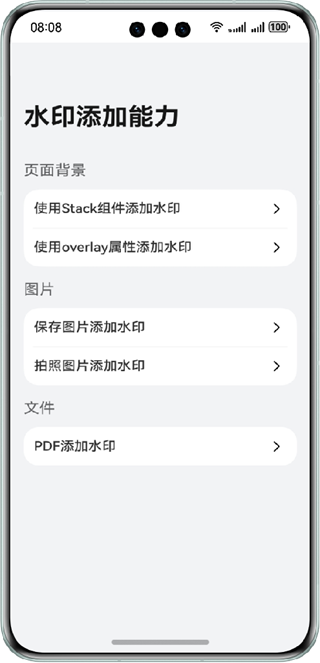 08:08
100
水印添加能力
页面背景
使用Stack组件添加水印
使用overlay属性添加水印
图片
保存图片添加水印
拍照图片添加水印
文件
PDF添加水印